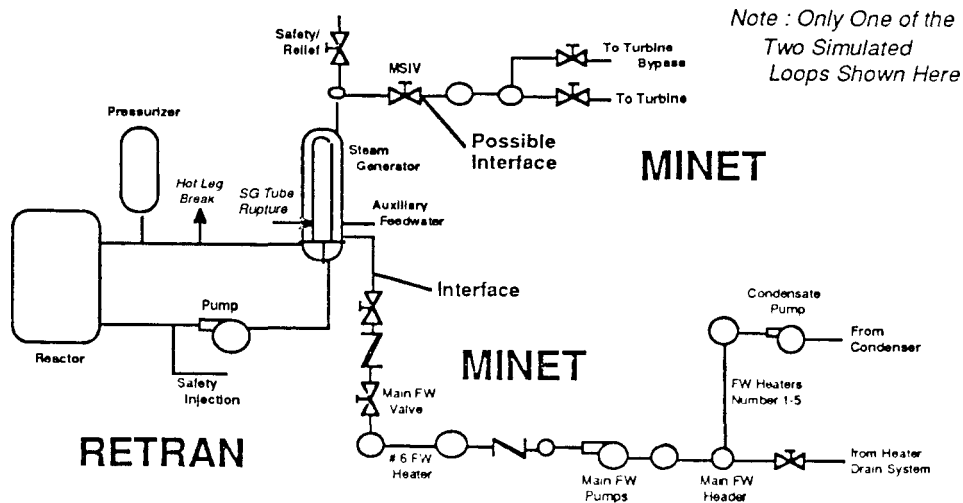 Note : Only One of the
Two Simulated
Loops Shown Here
Safety/
Relief
MSIV
To Turbine
Bypass
To Turbine
Possible
Interface
MINET
Pressurizer
Steam
Generator
Hot Leg
Break
SG Tube
Rupture
Auxiliary
Feedwater
Interface
Pump
Reactor
Safety
Injection
RETRAN
MINET
Main FW
Valve
# 6 FW
Heater
Condensate
Pump
From
Condenser
FW Heaters
Number 1-5
Main FW
Pumps
Main FW
Header
from Heater
Drain System